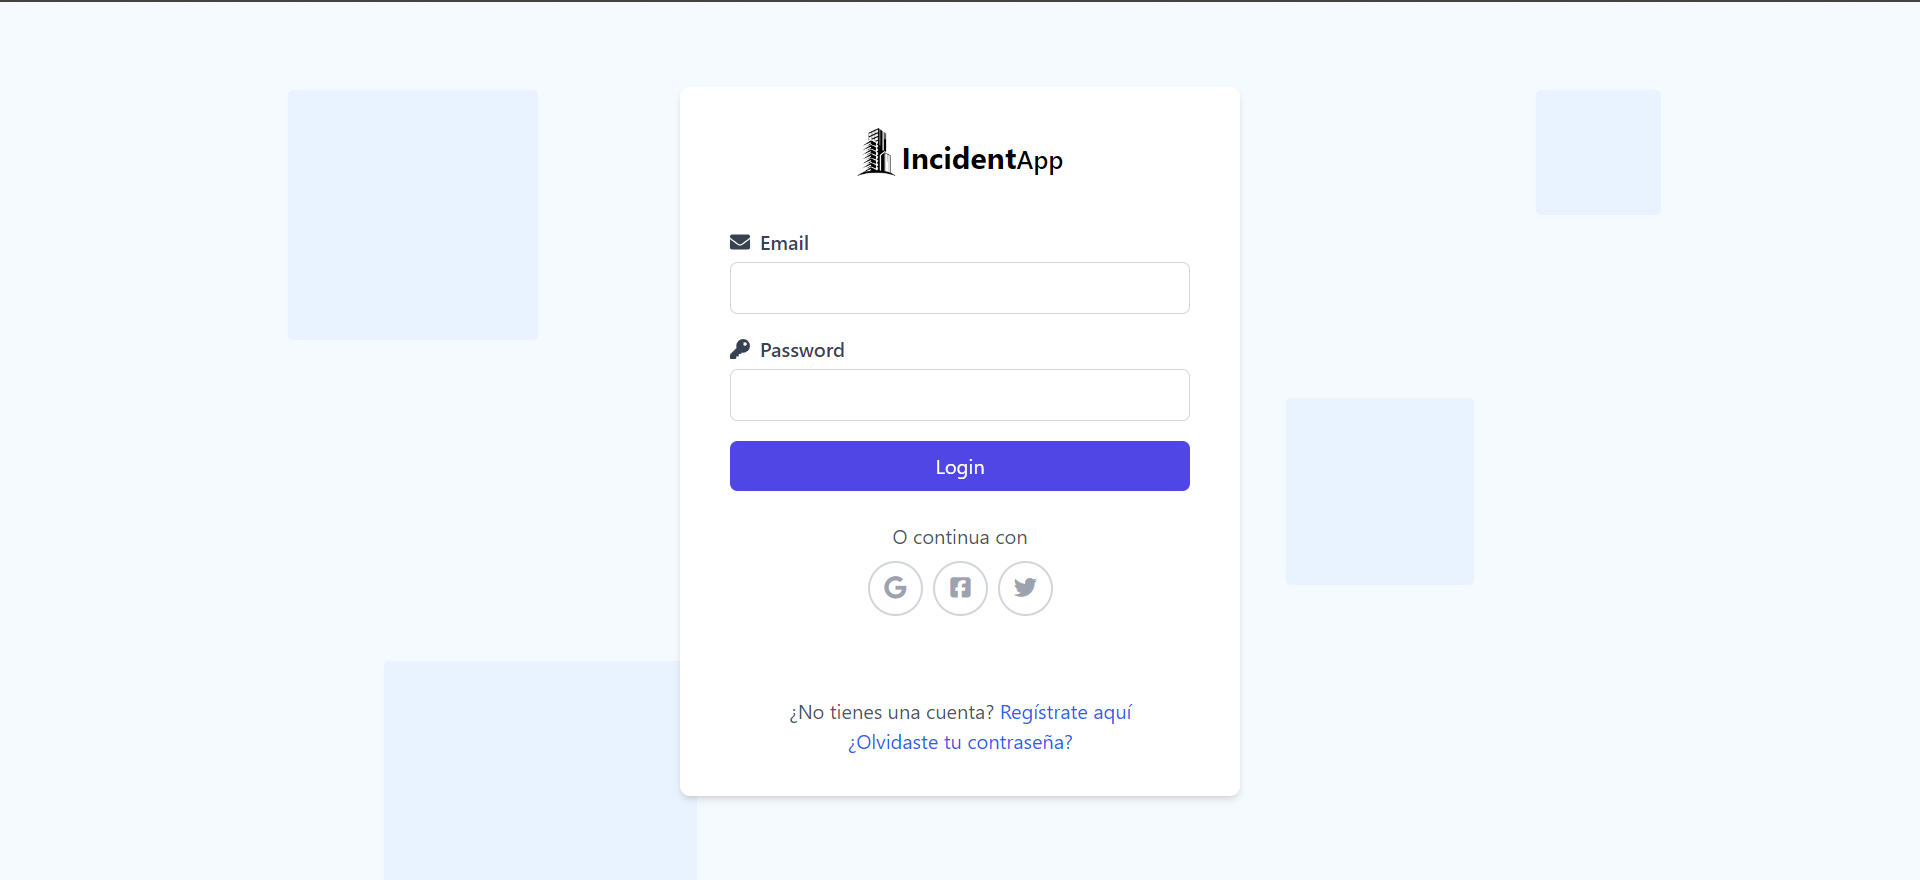 IncidentApp
Email
Password
Login
O continua con
¿No tienes una cuenta? Regístrate aquí
¿Olvidaste tu contraseña?